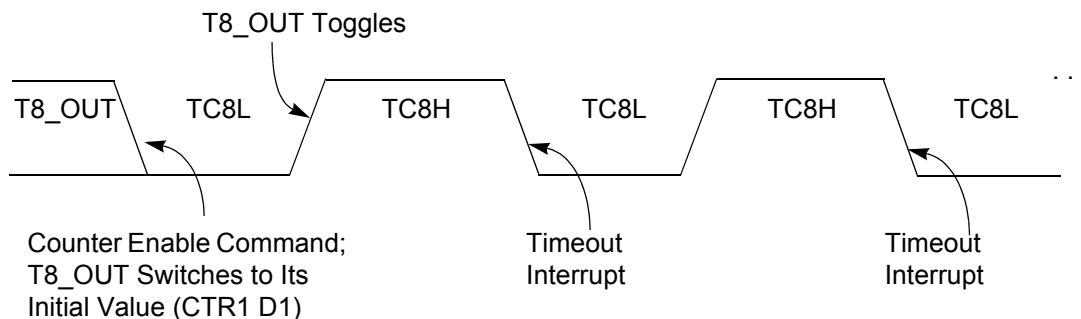 T8_OUT Toggles
. .
T8_OUT TC8L TC8H TC8L TC8H TC8L
Counter Enable Command;
T8_OUT Switches to Its
Initial Value (CTR1 D1)
Timeout
Interrupt
Timeout
Interrupt